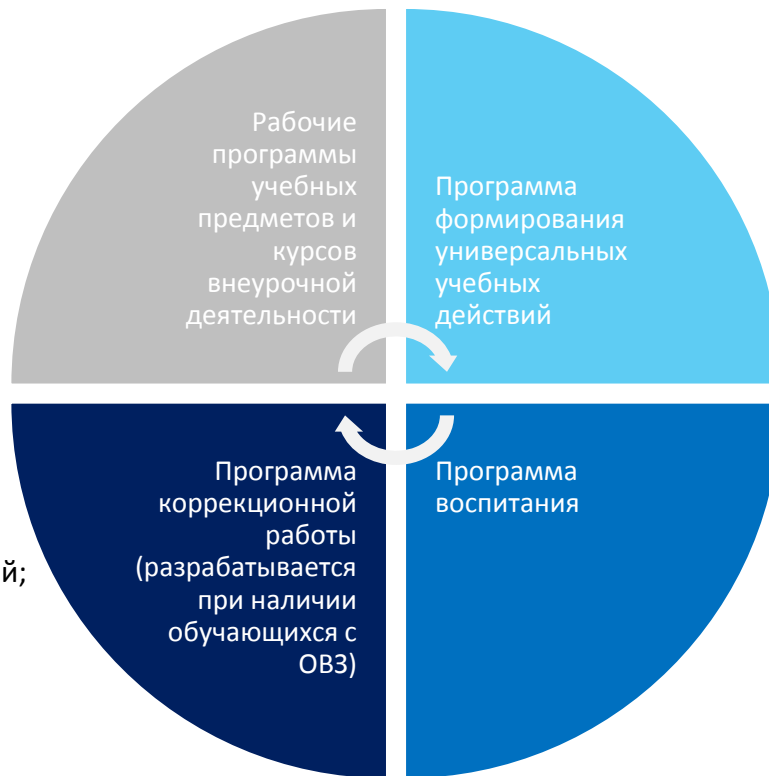 Рабочие
программы
учебных
предметов и
курсов
внеурочной
деятельности
Программа
формирования
универсальных
учебных
действий
Программа
коррекционной
работы
(разрабатывается
при наличии
обучающихся с
ОВЗ)
Программа
воспитания
й;